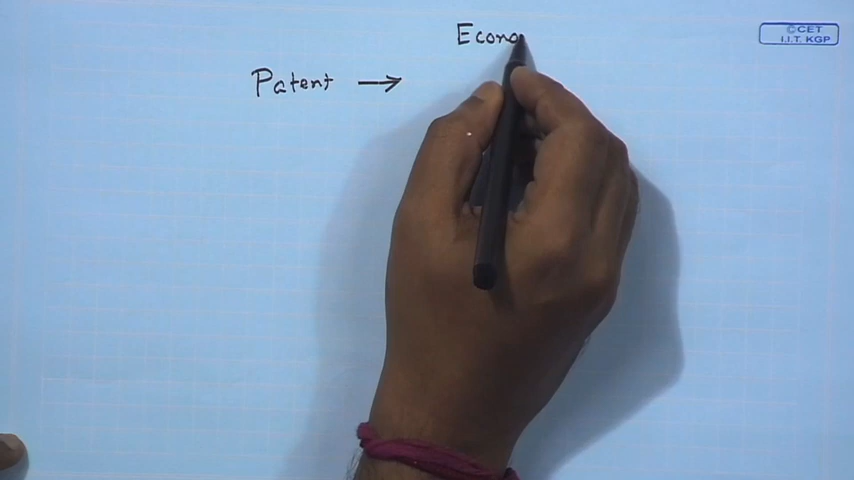 Econo
Patent →
©CET
I.I.T. KGP